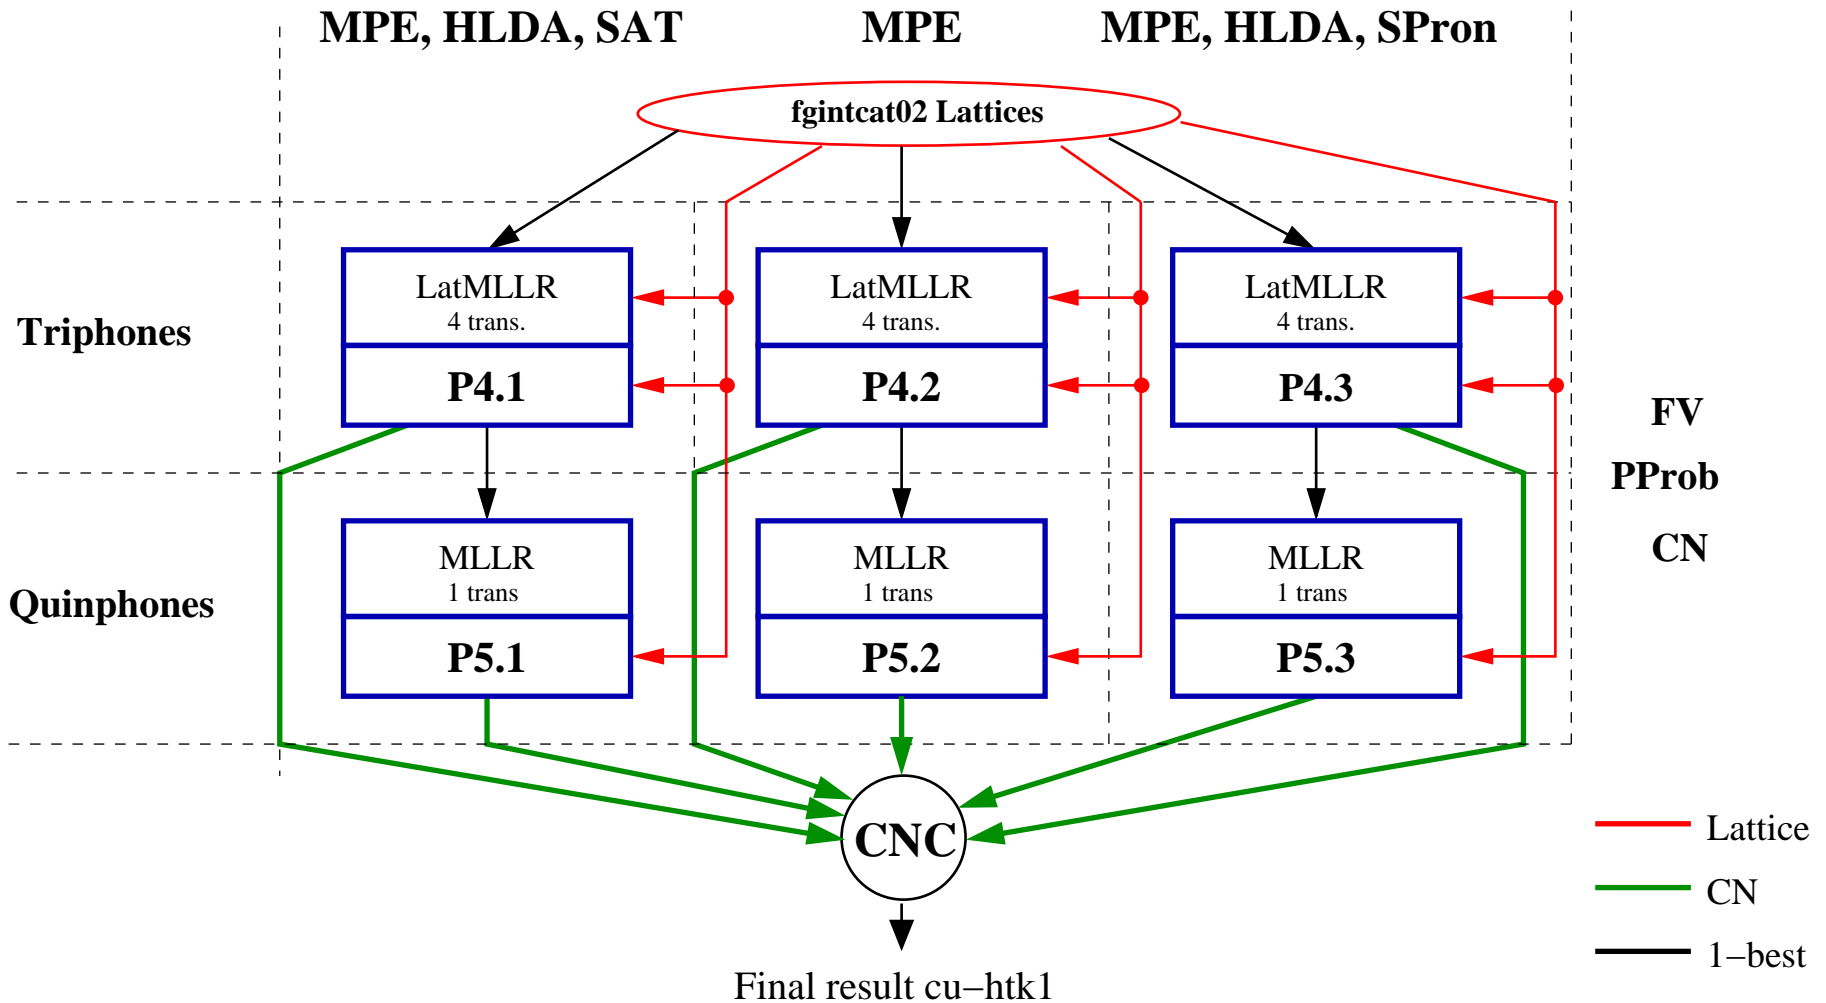 MPE, HLDA, SAT
MPE
MPE, HLDA, SPron
fgintcat02 Lattices
Triphones
LatMLLR
4 trans.
P4.1
LatMLLR
4 trans.
P4.2
LatMLLR
4 trans.
P4.3
FV
PProb
CN
Quinphones
MLLR
1 trans
P5.1
MLLR
1 trans
P5.2
MLLR
1 trans
P5.3
CNC
Lattice
CN
1−best
Final result cu−htk1